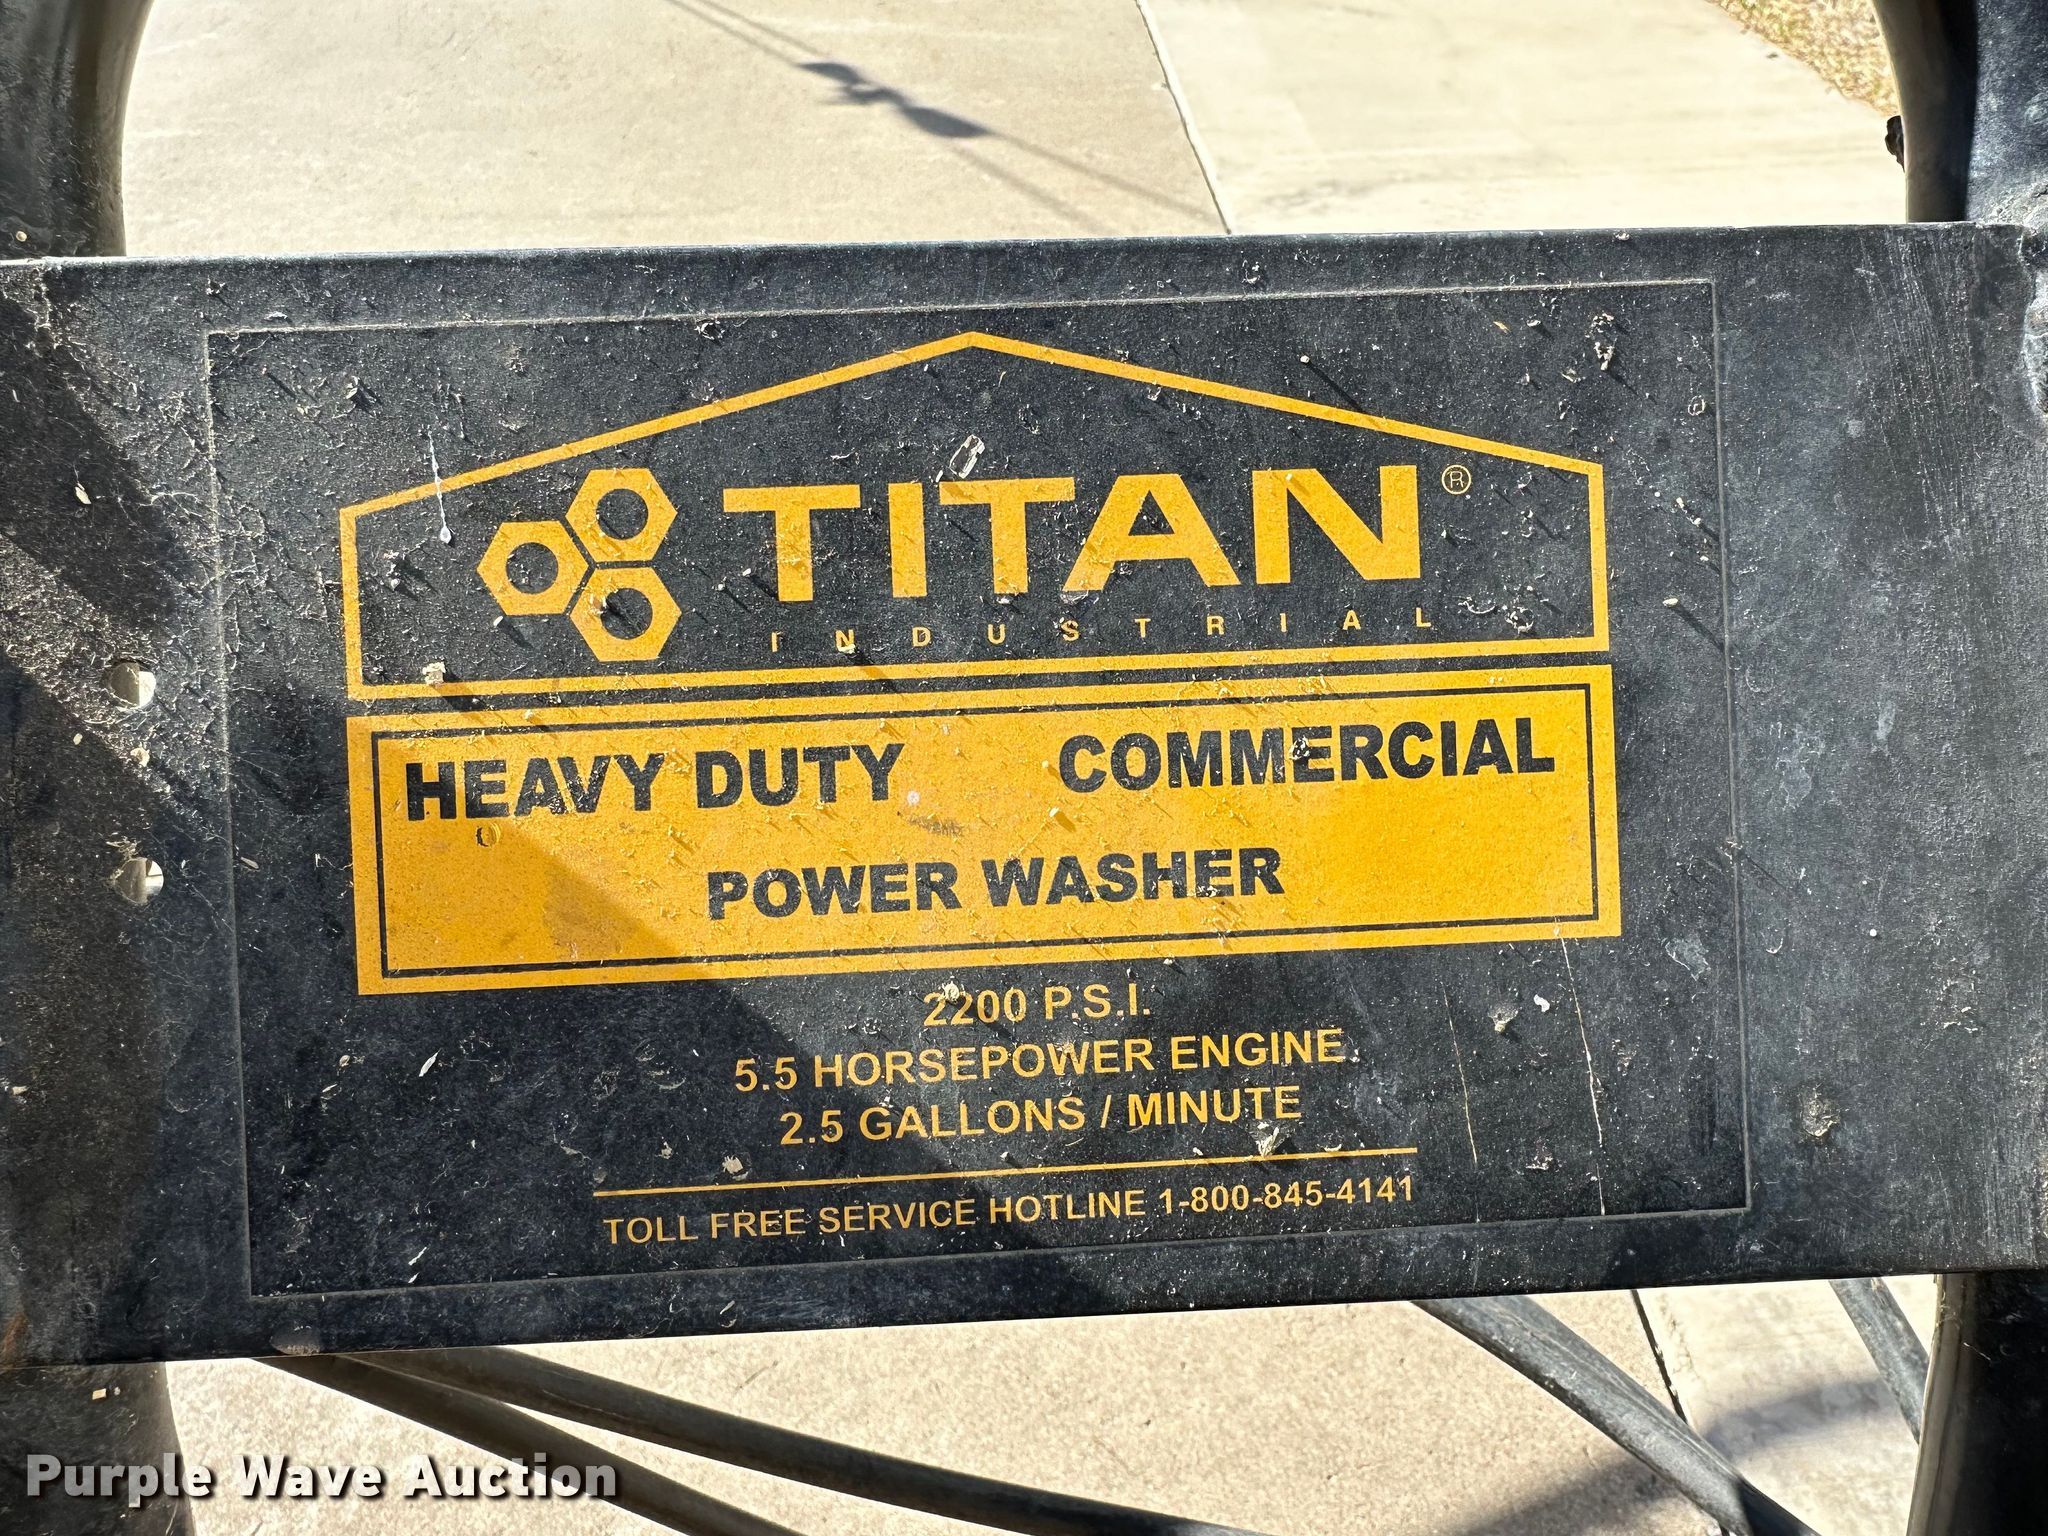 TITAN®
INDUSTRIAL
HEAVY DUTY COMMERCIAL
POWER WASHER
2200 P.S.I.
5.5 HORSEPOWER ENGINE
2.5 GALLONS / MINUTE
TOLL FREE SERVICE HOTLINE 1-800-845-4141
Purple Wave Auction